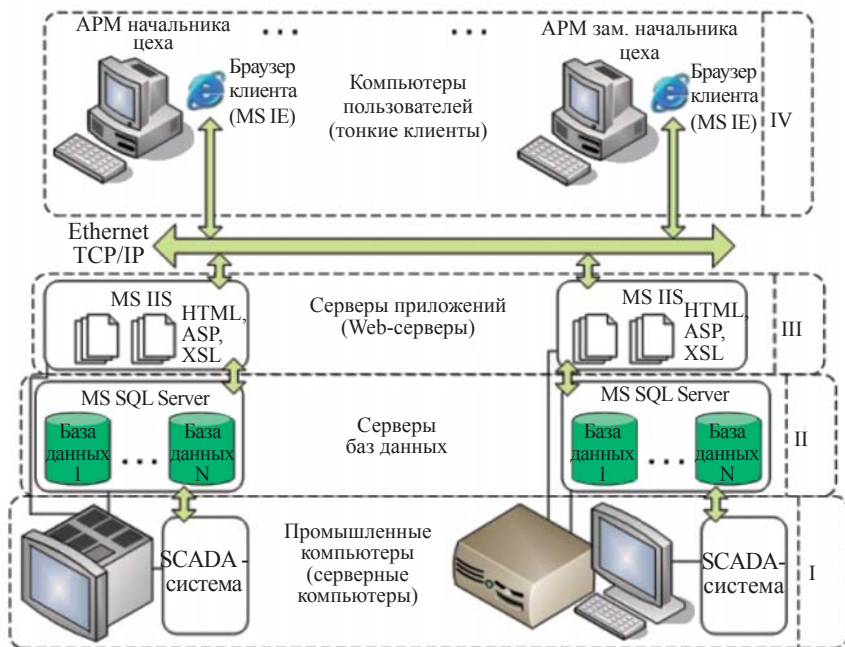 АРМ начальника
цеха
• • •
• • •
АРМ зам. начальника
цеха
Браузер
клиента
(MS IE)
Компьютеры
пользователей
(тонкие клиенты)
Браузер
клиента
(MS IE)
IV
Ethernet
TCP/IP
MS IIS
HTML,
ASP,
XSL
Серверы приложений
(Web-серверы)
MS IIS
HTML,
ASP,
XSL
III
MS SQL Server
База
данных
1
• • •
База
данных
N
Серверы
баз данных
MS SQL Server
База
данных
1
• • •
База
данных
N
II
SCADA -
система
Промышленные
компьютеры
(серверные
компьютеры)
SCADA-
система
I